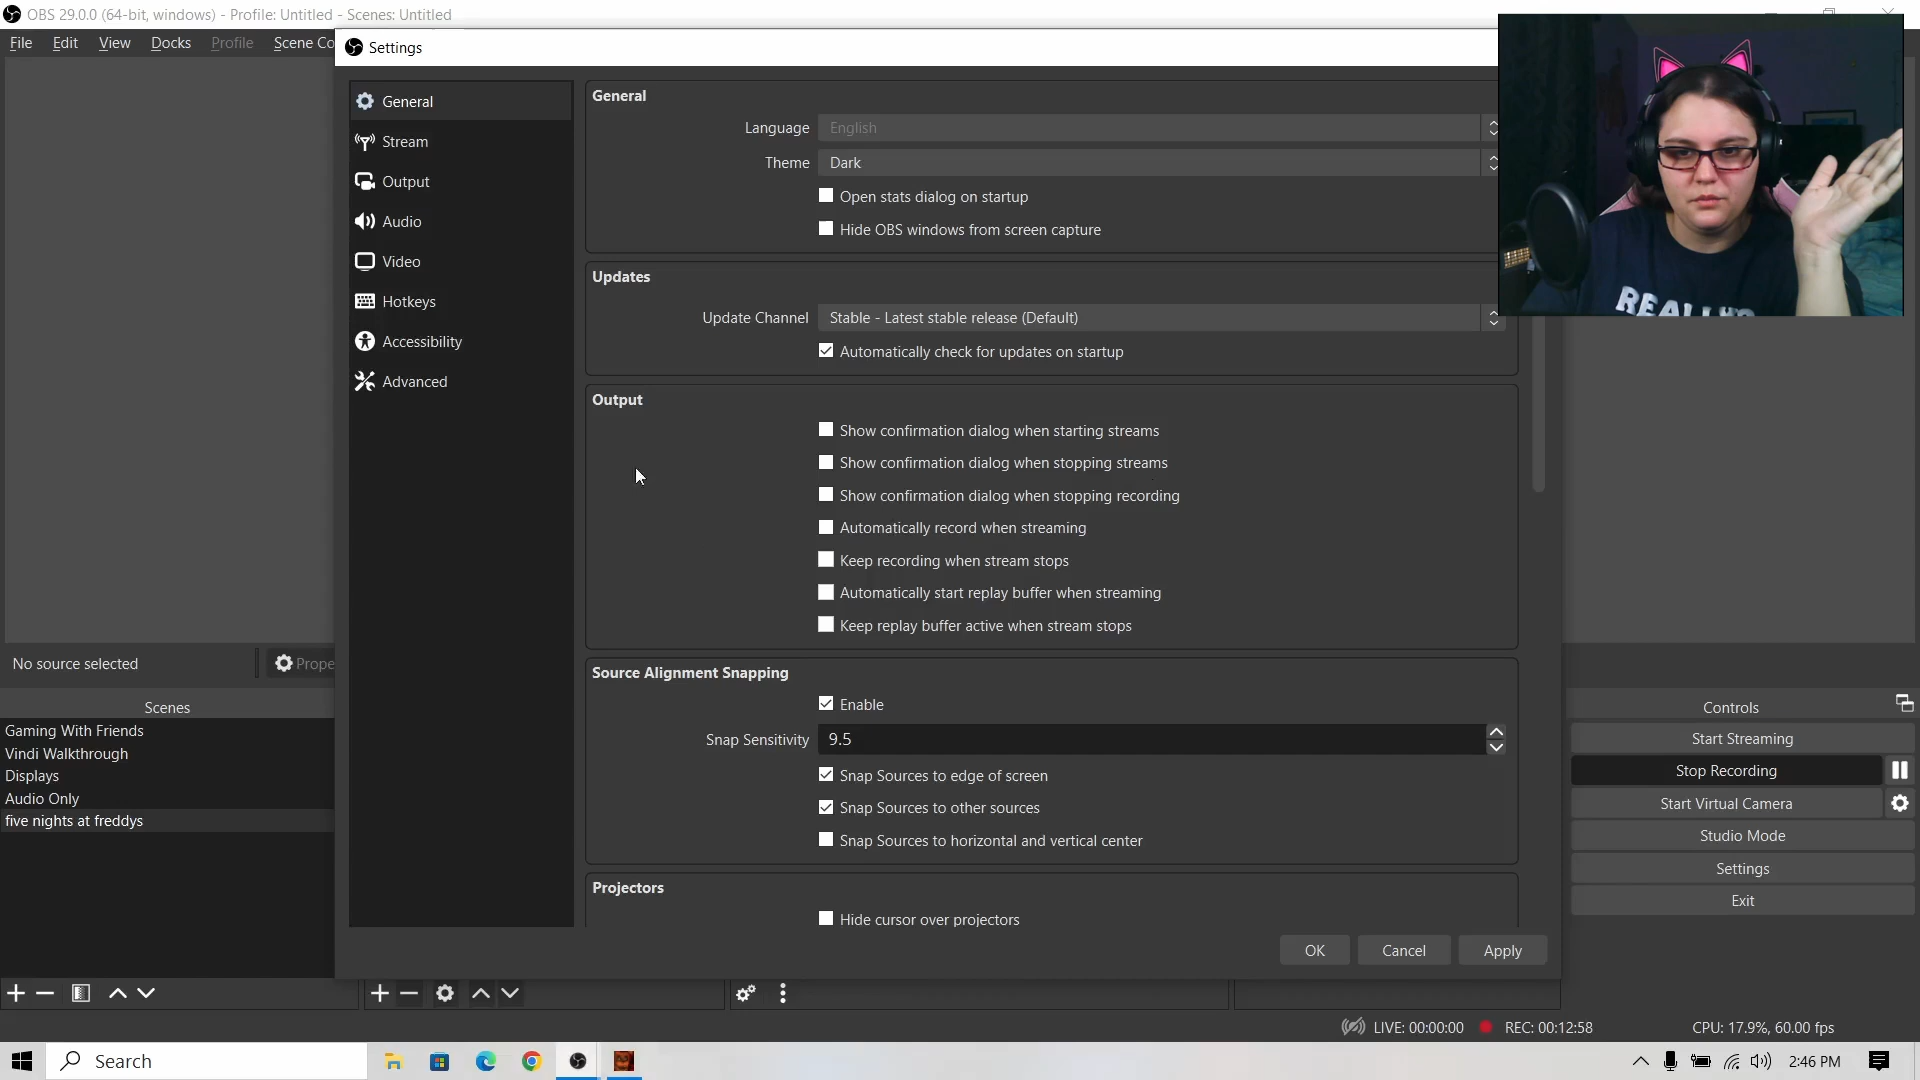 OBS 29.0.0 (64-bit, windows) - Profile: Untitled - Scenes: Untitled
File Edit View Docks Profile Scene Co
Settings
General
Stream
Output
Audio
Video
Hotkeys
Accessibility
Advanced
General
Language English
Theme Dark
Open stats dialog on startup
Hide OBS windows from screen capture
Updates
Update Channel Stable - Latest stable release (Default)
Automatically check for updates on startup
Output
Show confirmation dialog when starting streams
Show confirmation dialog when stopping streams
Show confirmation dialog when stopping recording
Automatically record when streaming
Keep recording when stream stops
Automatically start replay buffer when streaming
Keep replay buffer active when stream stops
Source Alignment Snapping
Enable
Snap Sensitivity 9.5
Snap Sources to edge of screen
Snap Sources to other sources
Snap Sources to horizontal and vertical center
Projectors
Hide cursor over projectors
OK Cancel Apply
No source selected
Prope
Scenes
Gaming With Friends
Vindi Walkthrough
Displays
Audio Only
five nights at freddys
Controls
Start Streaming
Stop Recording
Start Virtual Camera
Studio Mode
Settings
Exit
LIVE: 00:00:00 REC: 00:12:58 CPU: 17.9%, 60.00 fps
Search
2:46 PM